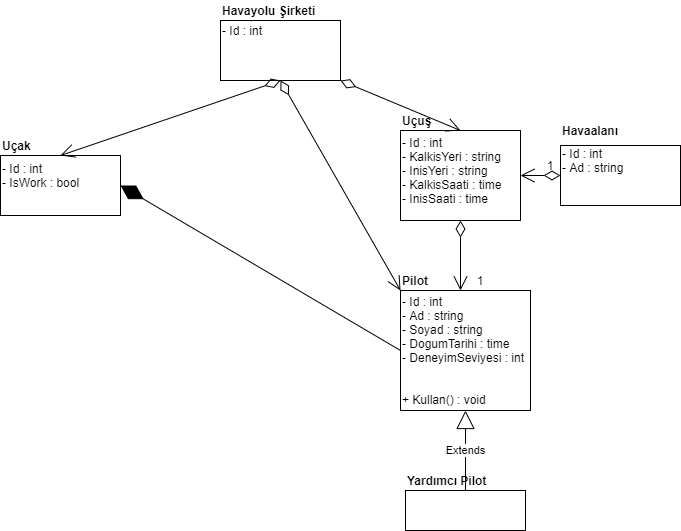 Havayolu Şirketi
- Id : int
Uçak
- Id : int
- IsWork : bool
Uçuş
- Id : int
- KalkisYeri : string
- InisYeri : string
- KalkisSaati : time
- InisSaati : time
Havaalanı
- Id : int
- Ad : string
1
1
Pilot
- Id : int
- Ad : string
- Soyad : string
- DogumTarihi : time
- DeneyimSeviyesi : int
+ Kullan() : void
Extends
Yardımcı Pilot